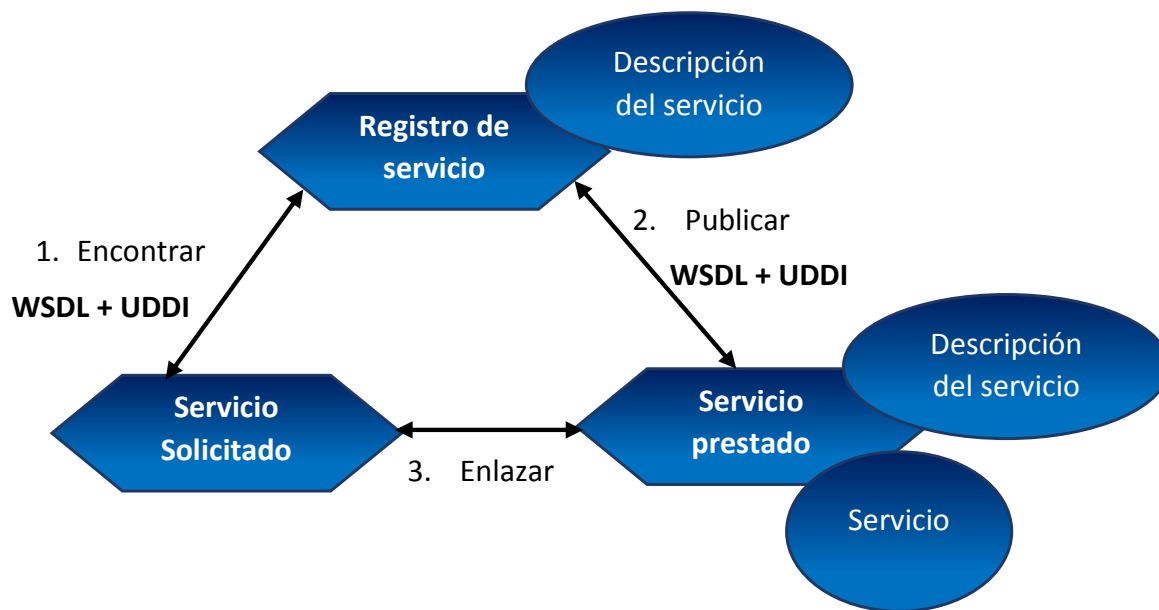 Descripción
del servicio
Registro de
servicio
1. Encontrar
WSDL + UDDI
2. Publicar
WSDL + UDDI
Descripción
del servicio
Servicio
Solicitado
Servicio
prestado
3. Enlazar
Servicio